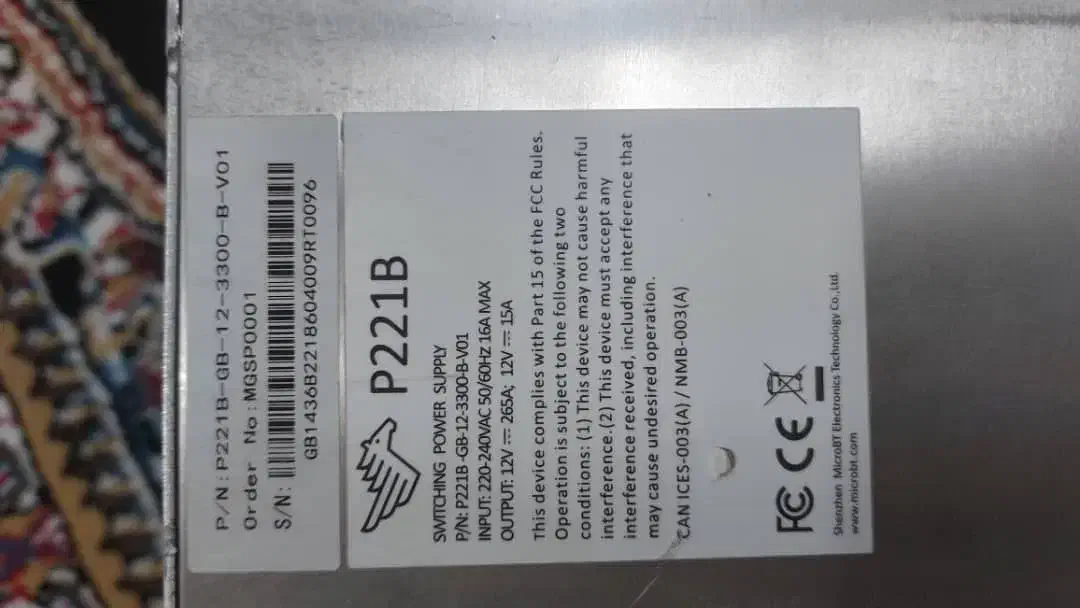 P/N:P221B-GB-12-3300-B-V01
Order No:MGSP0001
S/N:
GB1436B2218604009RT0096
P221B
SWITCHING POWER SUPPLY
P/N: P221B-GB-12-3300-B-V01
INPUT: 220-240VAC 50/60HZ 16A MAX
OUTPUT: 12V ⎓ 265A; 12V ⎓ 15A
This device complies with Part 15 of the FCC Rules.
Operation is subject to the following two
conditions: (1) This device may not cause harmful
interference.(2) This device must accept any
interference received, including interference that
may cause undesired operation.
CAN ICES-003(A) / NMB-003(A)
FC CE
Shenzhen MicroBT Electronics Technology Co.,Ltd.
www.microbt.com